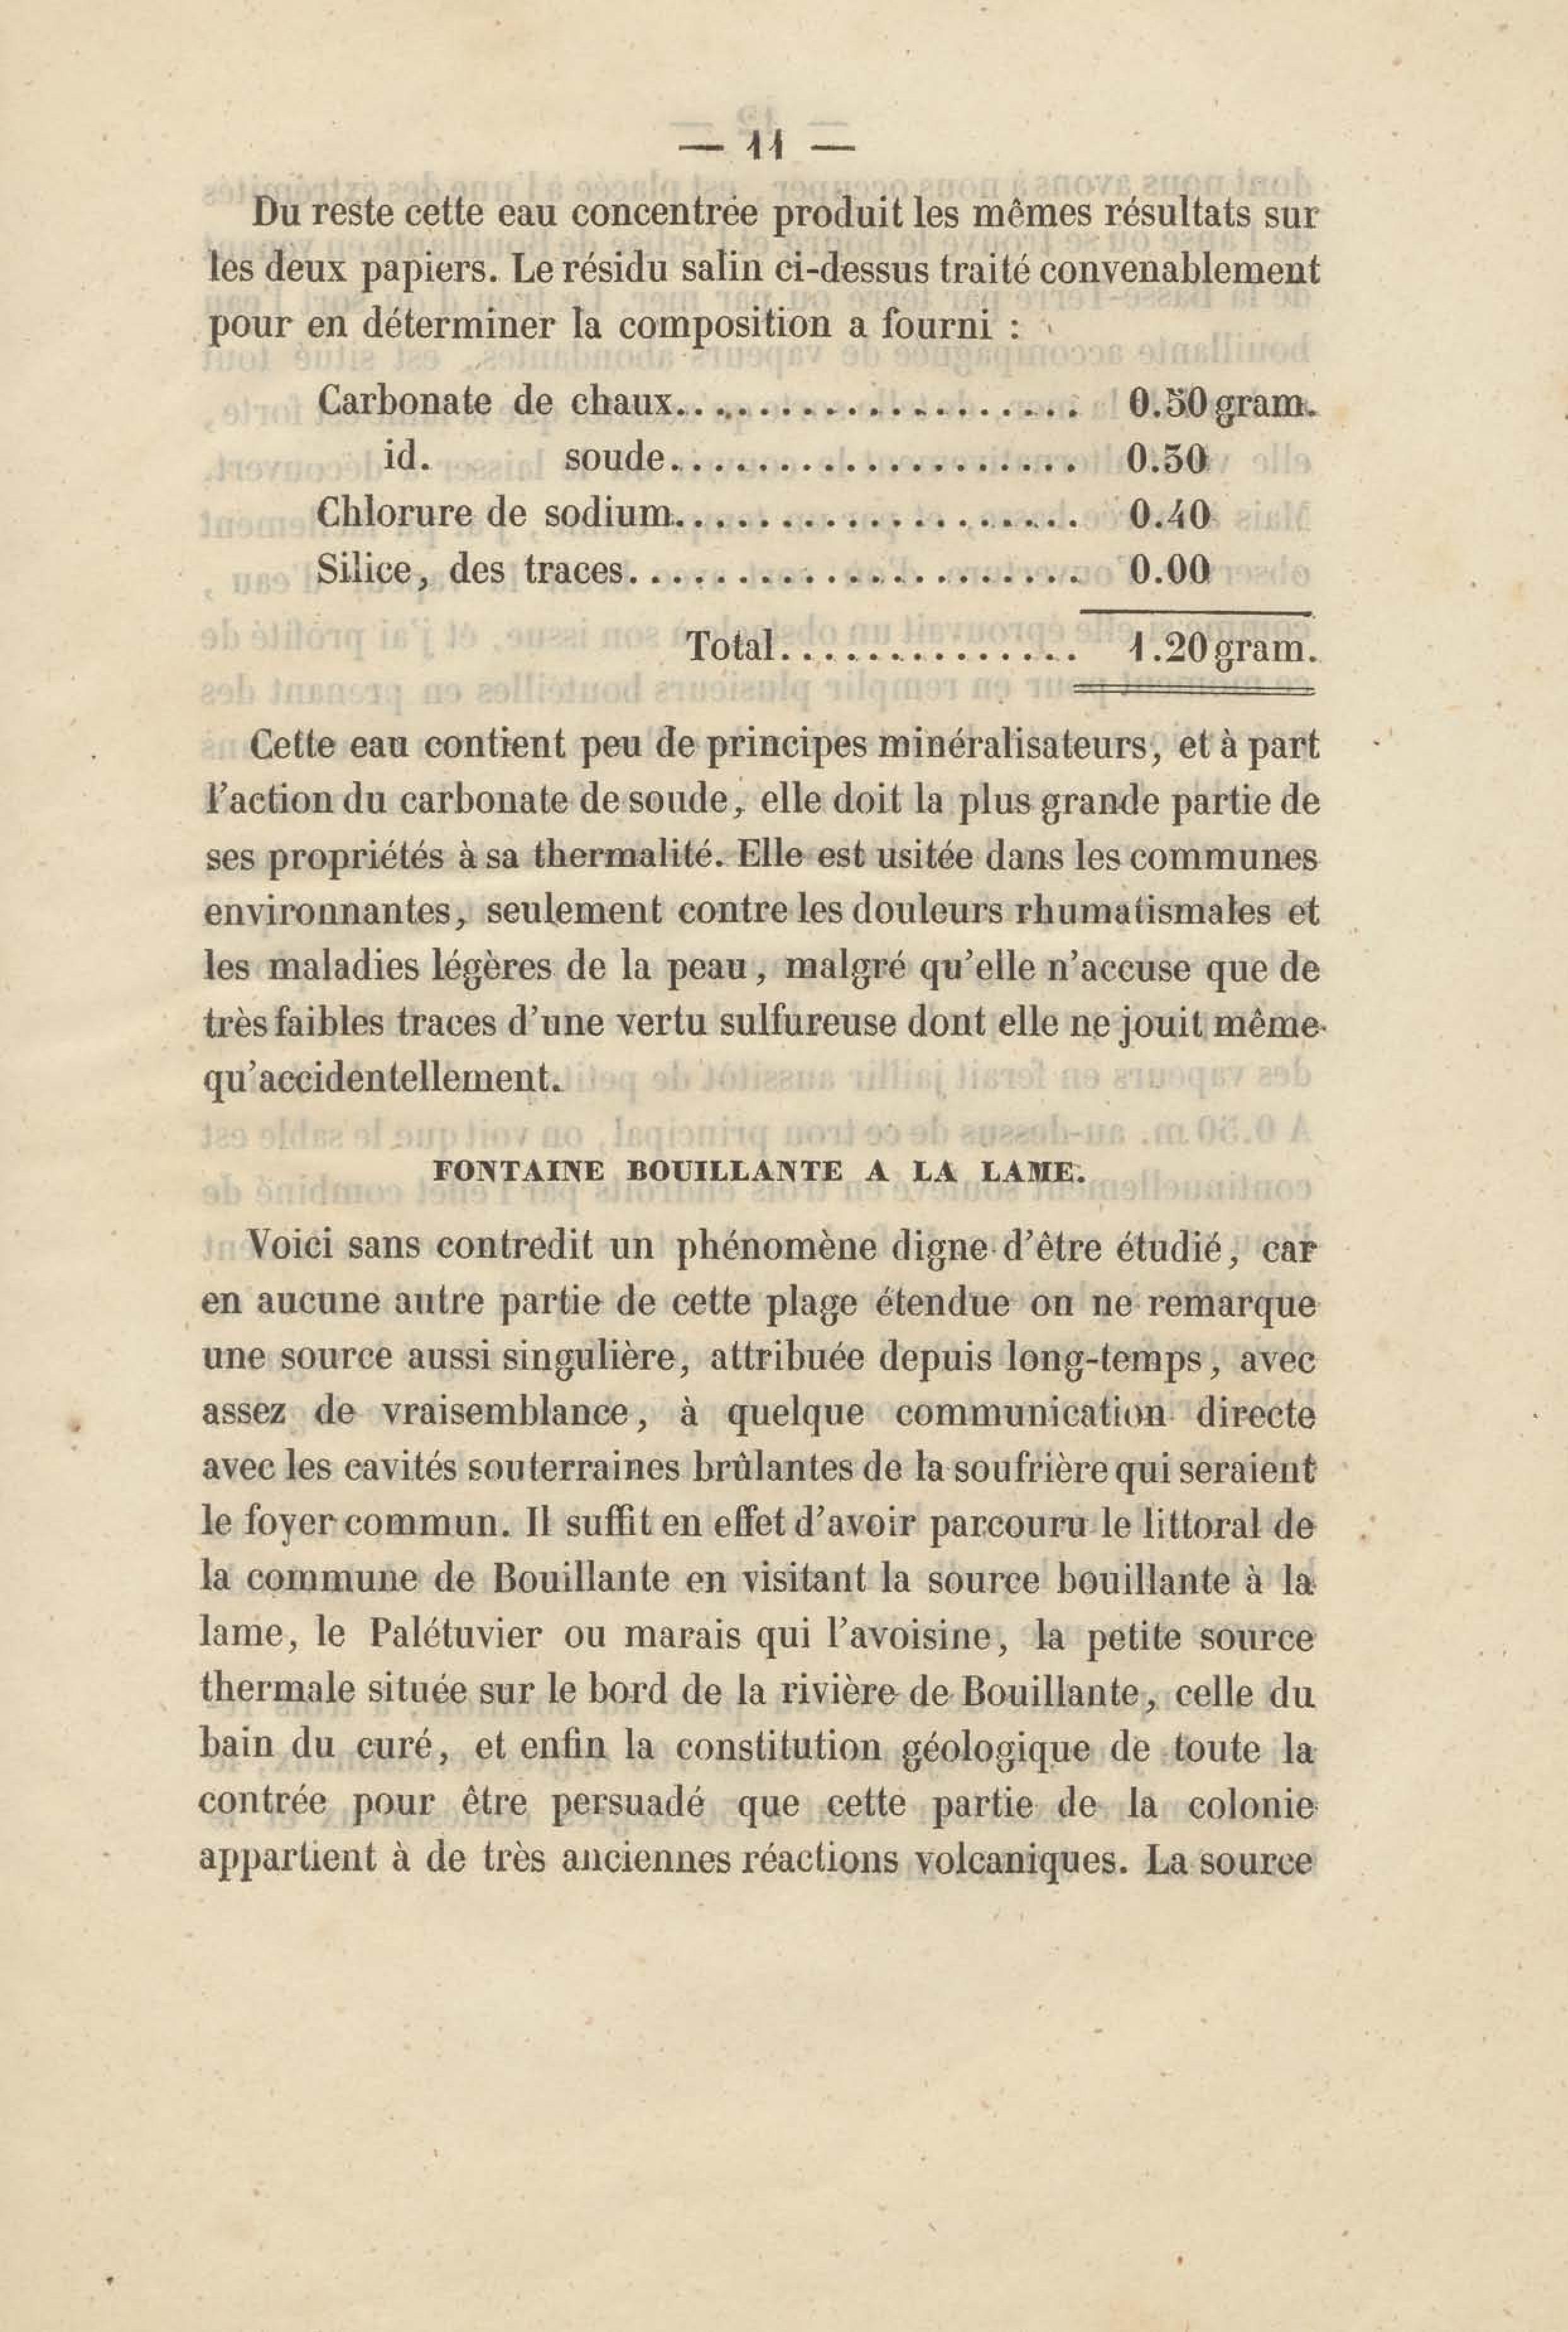 — 11 —
Du reste cette eau concentrée produit les mêmes résultats sur
les deux papiers. Le résidu salin ci-dessus traité convenablement
pour en déterminer la composition a fourni :
Carbonate de chaux................... 0.50 gram.
id. soude................... 0.30
Chlorure de sodium................... 0.40
Silice, des traces..................... 0.00
Total.............. 1.20 gram.
Cette eau contient peu de principes minéralisateurs, et à part
l'action du carbonate de soude, elle doit la plus grande partie de
ses propriétés à sa thermalité. Elle est usitée dans les communes
environnantes, seulement contre les douleurs rhumatismales et
les maladies légères de la peau, malgré qu'elle n'accuse que de
très faibles traces d'une vertu sulfureuse dont elle ne jouit même
qu'accidentellement.
FONTAINE BOUILLANTE A LA LAME.
Voici sans contredit un phénomène digne d'être étudié, car
en aucune autre partie de cette plage étendue on ne remarque
une source aussi singulière, attribuée depuis long-temps, avec
assez de vraisemblance, à quelque communication directe
avec les cavités souterraines brûlantes de la soufrière qui seraient
le foyer commun. Il suffit en effet d'avoir parcouru le littoral de
la commune de Bouillante en visitant la source bouillante à la
lame, le Palétuvier ou marais qui l'avoisine, la petite source
thermale située sur le bord de la rivière de Bouillante, celle du
bain du curé, et enfin la constitution géologique de toute la
contrée pour être persuadé que cette partie de la colonie
appartient à de très anciennes réactions volcaniques. La source